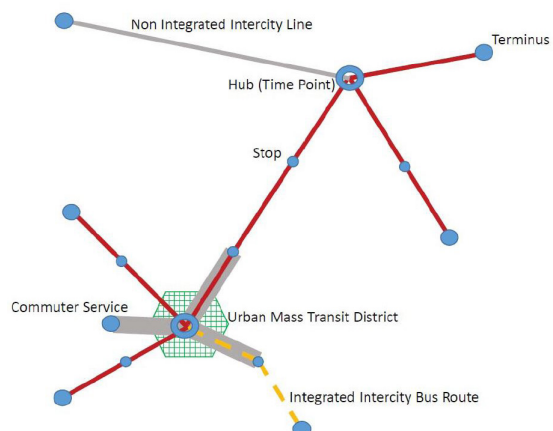 Non Integrated Intercity Line
Terminus
Hub (Time Point)
Stop
Commuter Service
Urban Mass Transit District
Integrated Intercity Bus Route